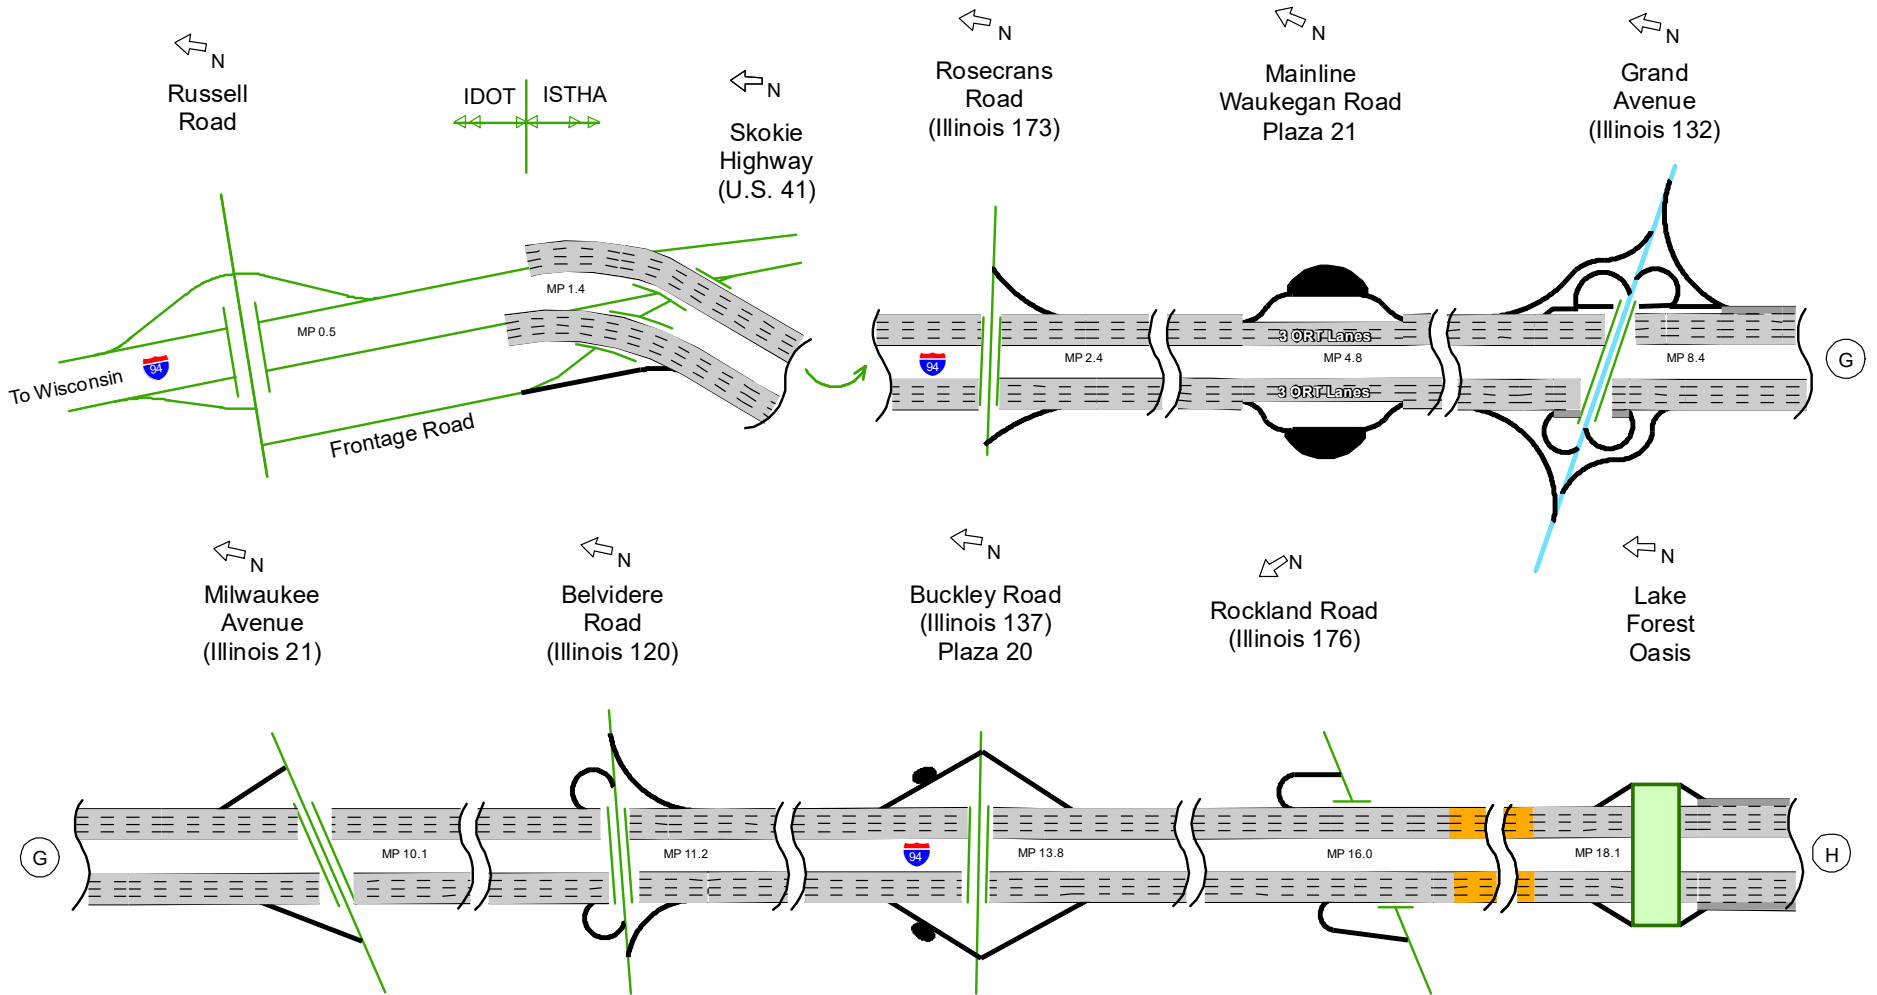 N
Russell
Road
IDOT
ISTHA
N
Skokie
Highway
(U.S. 41)
N
Rosecrans
Road
(Illinois 173)
N
Mainline
Waukegan Road
Plaza 21
N
Grand
Avenue
(Illinois 132)
To Wisconsin
94
MP 0.5
MP 1.4
Frontage Road
94
MP 2.4
3 ORT Lanes
MP 4.8
3 ORT Lanes
MP 8.4
G
N
Milwaukee
Avenue
(Illinois 21)
N
Belvidere
Road
(Illinois 120)
N
Buckley Road
(Illinois 137)
Plaza 20
N
Rockland Road
(Illinois 176)
N
Lake
Forest
Oasis
G
MP 10.1
MP 11.2
94
MP 13.8
MP 16.0
MP 18.1
H